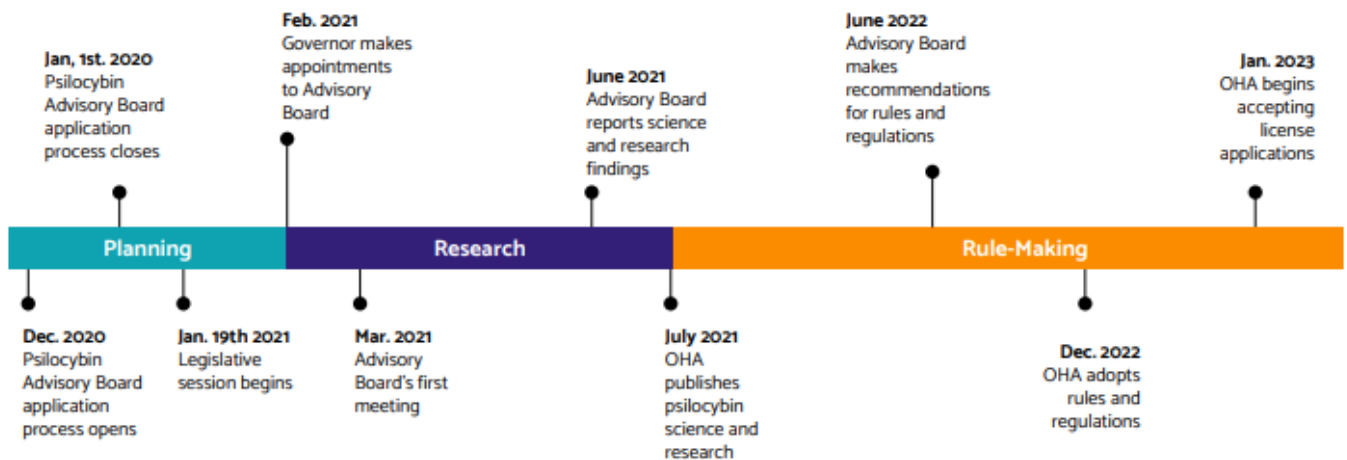 Jan, 1st. 2020
Psilocybin
Advisory Board
application
process closes
Feb. 2021
Governor makes
appointments
to Advisory
Board
June 2021
Advisory Board
reports science
and research
findings
June 2022
Advisory Board
makes
recommendations
for rules and
regulations
Jan. 2023
OHA begins
accepting
license
applications
Planning
Research
Rule-Making
Dec. 2020
Psilocybin
Advisory Board
application
process opens
Jan. 19th 2021
Legislative
session begins
Mar. 2021
Advisory
Board's first
meeting
July 2021
OHA
publishes
psilocybin
science and
research
Dec. 2022
OHA adopts
rules and
regulations